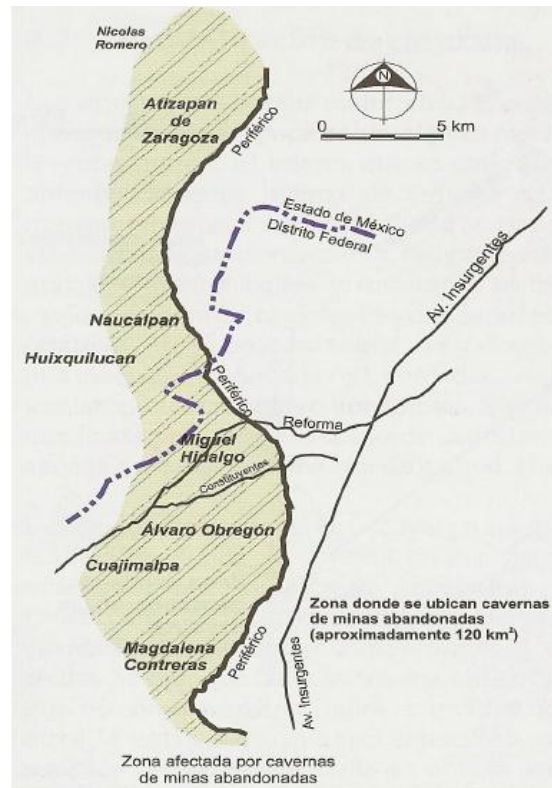 Nicolas
Romero
Atizapan
de
Zaragoza
Periférico
N
0 5 km
Estado de México
Distrito Federal
Av. Insurgentes
Naucalpan
Huixquilucan
Periférico
Reforma
Miguel
Hidalgo
Constituyentes
Álvaro Obregón
Cuajimalpa
Zona donde se ubican cavernas
de minas abandonadas
(aproximadamente 120 km²)
Magdalena
Contreras
Periférico
Av. Insurgentes
Zona afectada por cavernas
de minas abandonadas